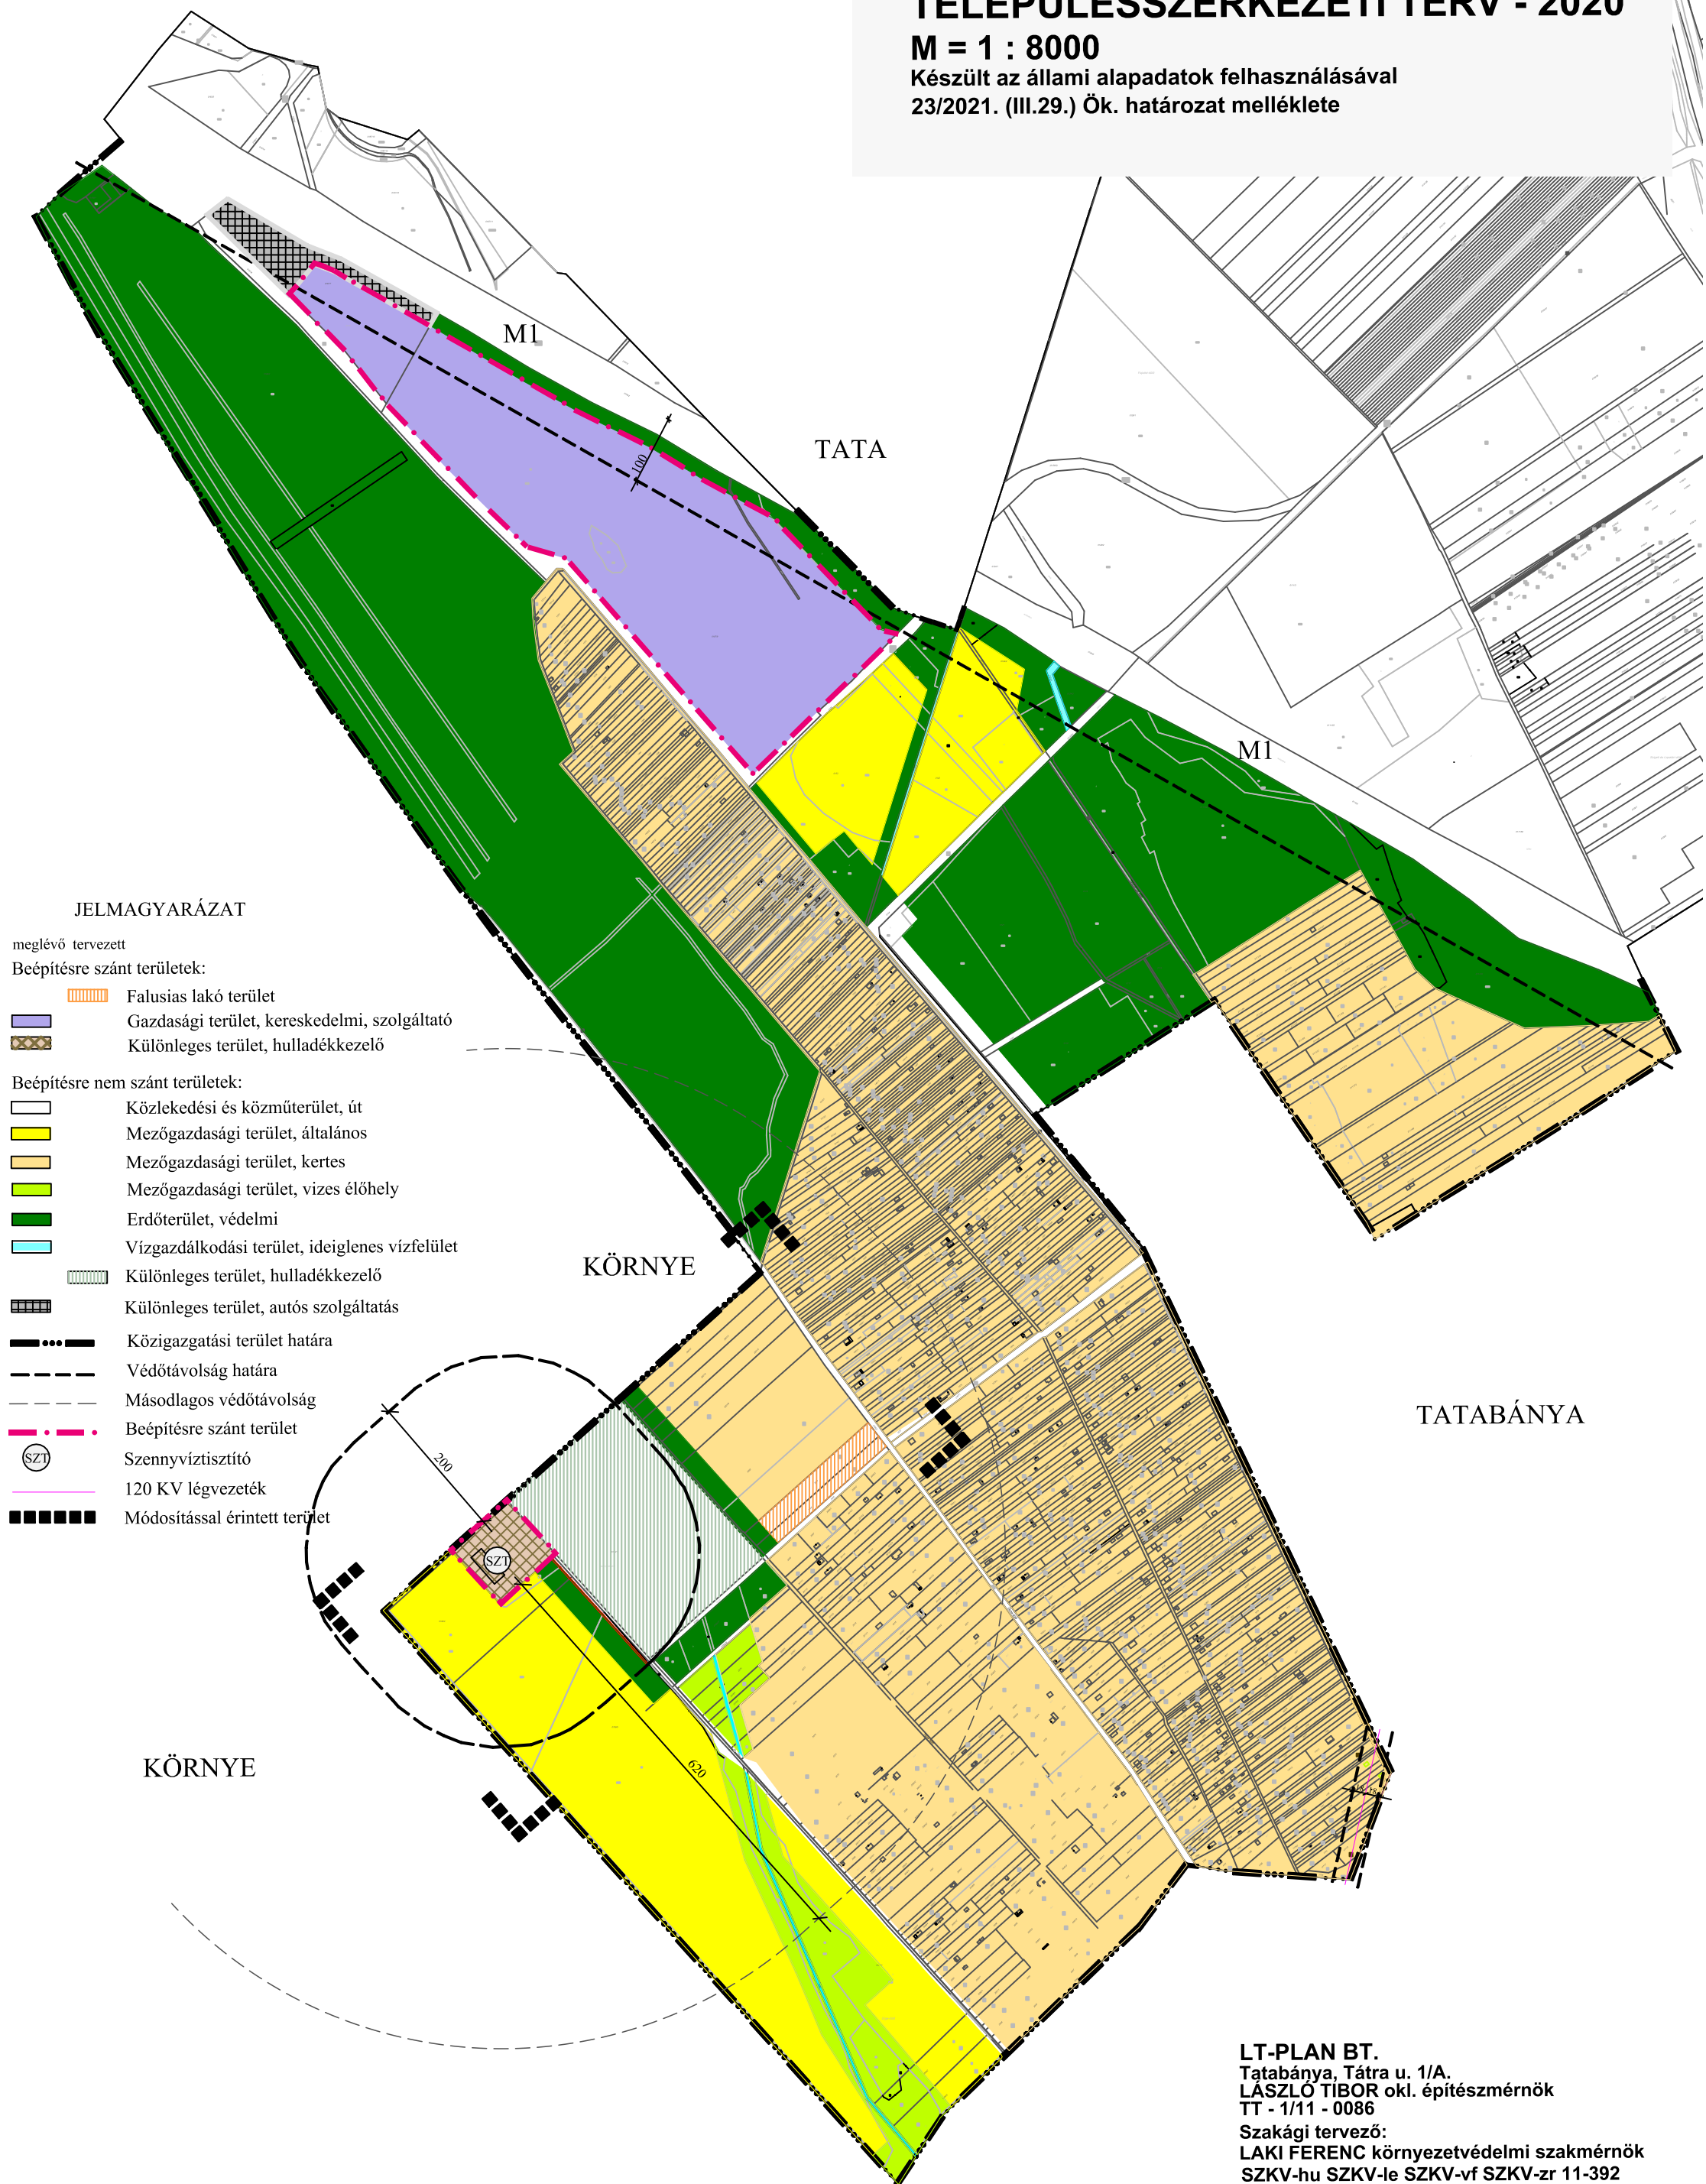 TELEPÜLÉSSZERKEZETI TERV - 2020
M = 1 : 8000
Készült az állami alapadatok felhasználásával
23/2021. (III.29.) Ök. határozat melléklete
M1
TATA
100
M1
JELMAGYARÁZAT
meglévő tervezett
Beépítésre szánt területek:
Falusias lakó terület
Gazdasági terület, kereskedelmi, szolgáltató
Különleges terület, hulladékkezelő
Beépítésre nem szánt területek:
Közlekedési és közműterület, út
Mezőgazdasági terület, általános
Mezőgazdasági terület, kertes
Mezőgazdasági terület, vizes élőhely
Erdőterület, védelmi
Vízgazdálkodási terület, ideiglenes vízfelület
Különleges terület, hulladékkezelő
Különleges terület, autós szolgáltatás
Közigazgatási terület határa
Védőtávolság határa
Másodlagos védőtávolság
Beépítésre szánt terület
SZT Szennyvíztisztító
120 KV légvezeték
Módosítással érintett terület
KÖRNYE
TATABÁNYA
200
SZT
620
KÖRNYE
LT-PLAN BT.
Tatabánya, Tátra u. 1/A.
LÁSZLÓ TIBOR okl. építészmérnök
TT - 1/11 - 0086
Szakági tervező:
LAKI FERENC környezetvédelmi szakmérnök
SZKV-hu SZKV-le SZKV-vf SZKV-zr 11-392